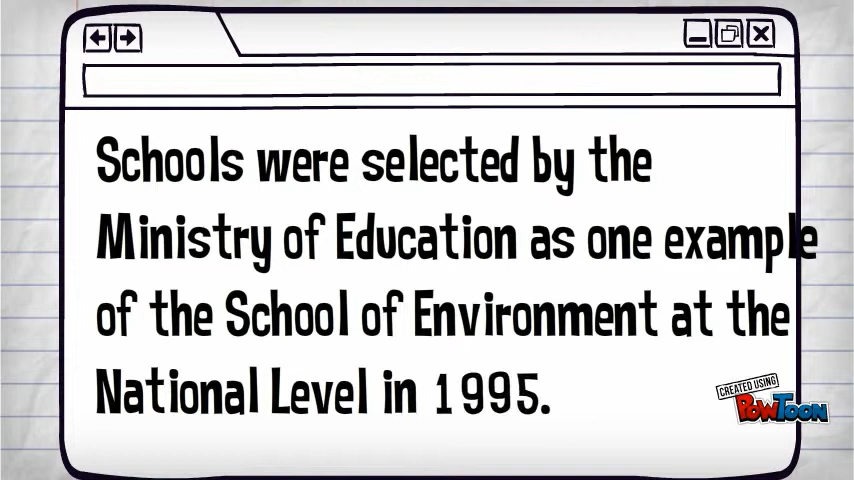 Schools were selected by the
Ministry of Education as one example
of the School of Environment at the
National Level in 1995.
CREATED USING
PowToon